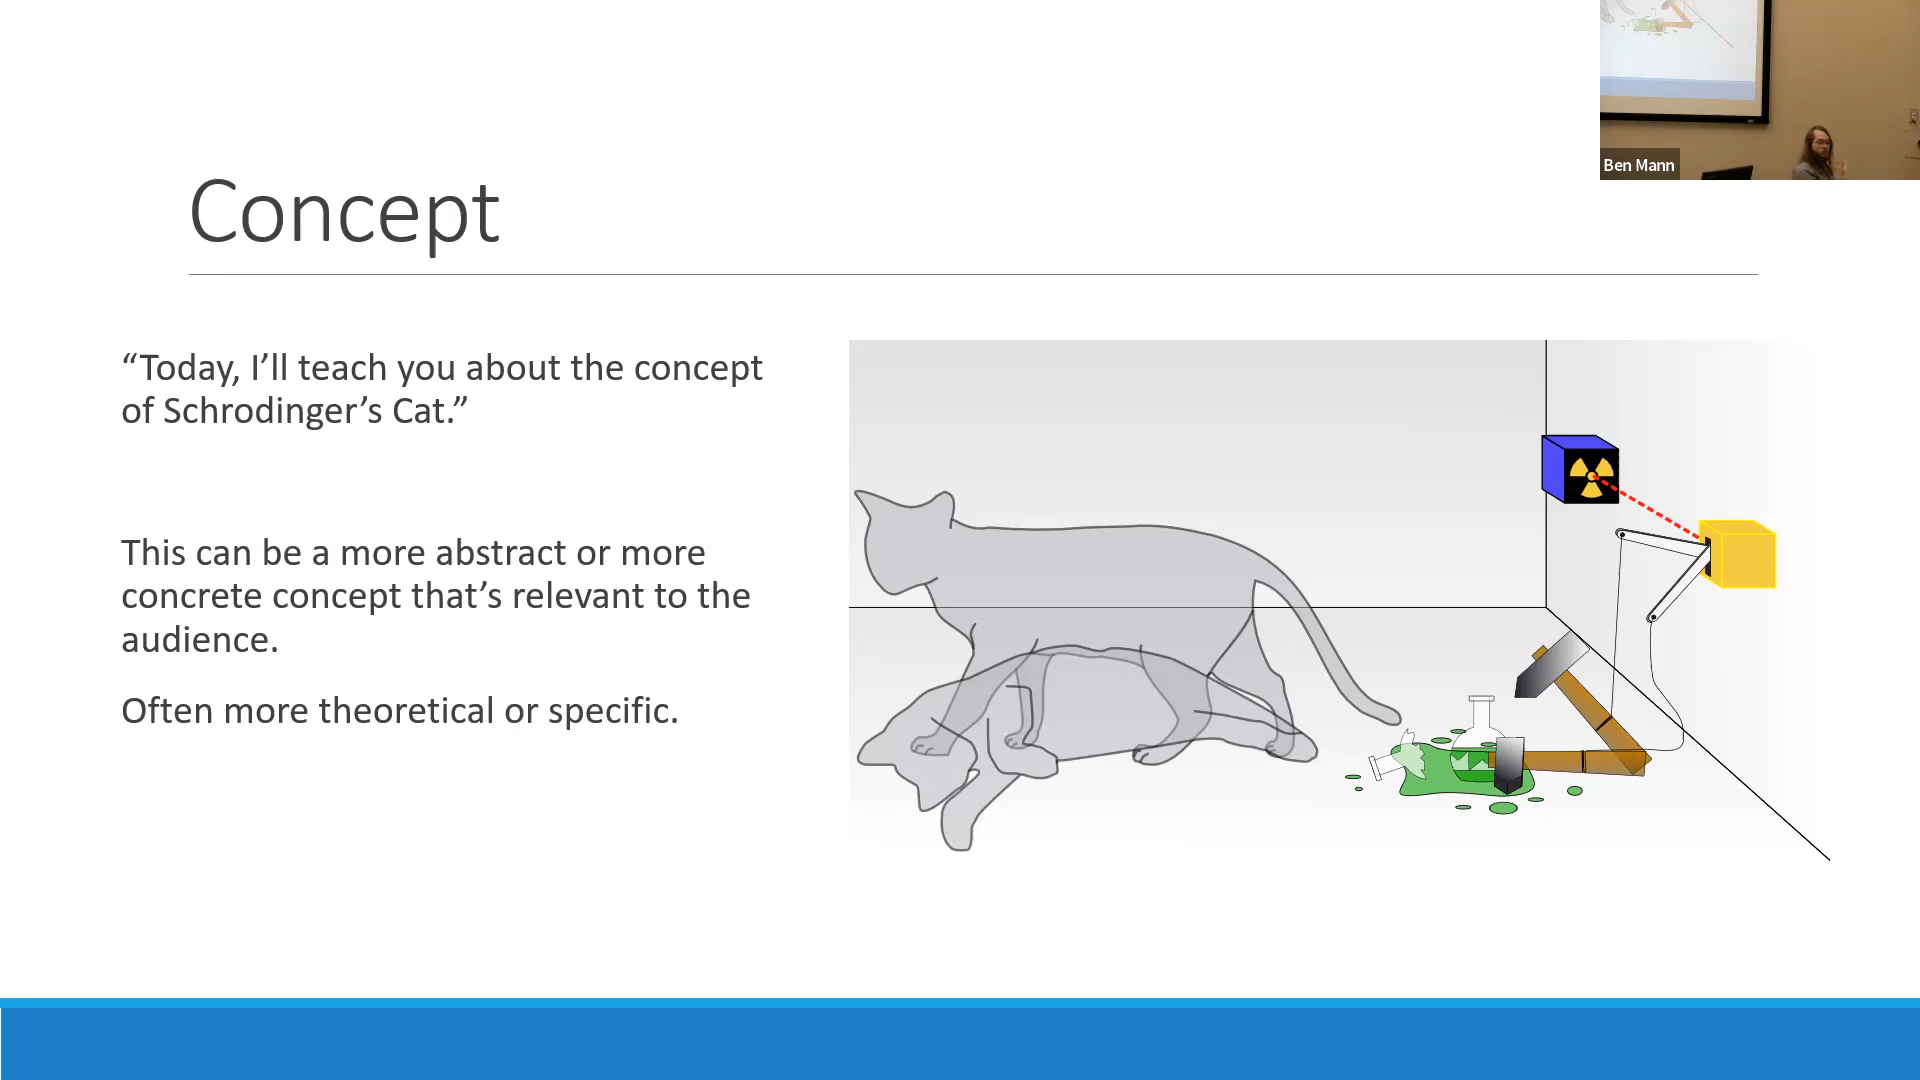 Ben Mann
Concept
“Today, I’ll teach you about the concept
of Schrodinger’s Cat.”
This can be a more abstract or more
concrete concept that’s relevant to the
audience.
Often more theoretical or specific.